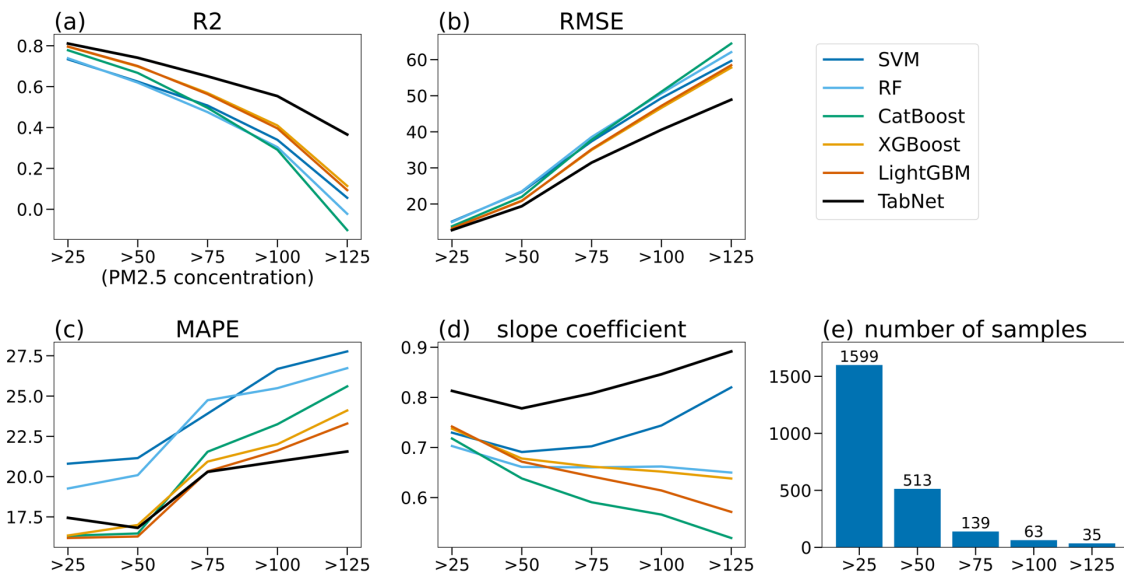 (a) R2
0.8
0.6
0.4
0.2
0.0
>25 >50 >75 >100 >125
(PM2.5 concentration)
(b) RMSE
60
50
40
30
20
>25 >50 >75 >100 >125
SVM
RF
CatBoost
XGBoost
LightGBM
TabNet
(c) MAPE
27.5
25.0
22.5
20.0
17.5
>25 >50 >75 >100 >125
(d) slope coefficient
0.9
0.8
0.7
0.6
>25 >50 >75 >100 >125
(e) number of samples
1500
1000
500
0
1599
513
139
63
35
>25 >50 >75 >100 >125